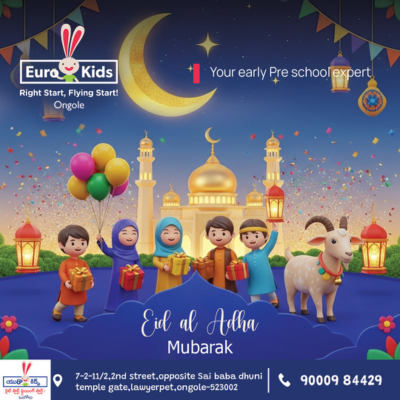 Euro Kids
Right Start, Flying Start!
Ongole
Your early Pre school expert
Eid al Adha
Mubarak
7-2-11/2,2nd street,opposite Sai baba dhuni
temple gate,lawyerpet,ongole-523002
90009 84429